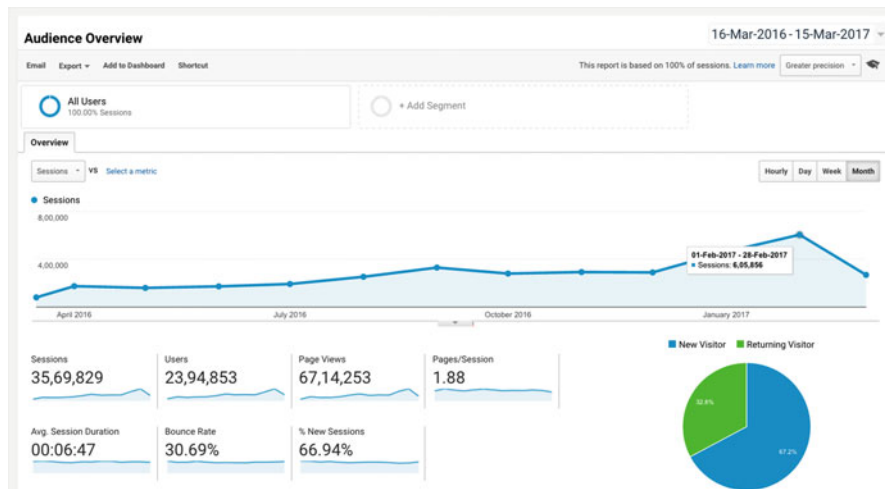 Audience Overview
16-Mar-2016 - 15-Mar-2017
Email Export Add to Dashboard Shortcut
This report is based on 100% of sessions. Learn more Greater precision
All Users
100.00% Sessions
+ Add Segment
Overview
Sessions VS Select a metric
Hourly Day Week Month
Sessions
8,00,000
4,00,000
01-Feb-2017 - 28-Feb-2017
Sessions: 6,05,856
April 2016 July 2016 October 2016 January 2017
New Visitor Returning Visitor
Sessions Users Page Views Pages/Session
35,69,829 23,94,853 67,14,253 1.88
Avg. Session Duration Bounce Rate % New Sessions
00:06:47 30.69% 66.94%
32.8%
67.2%